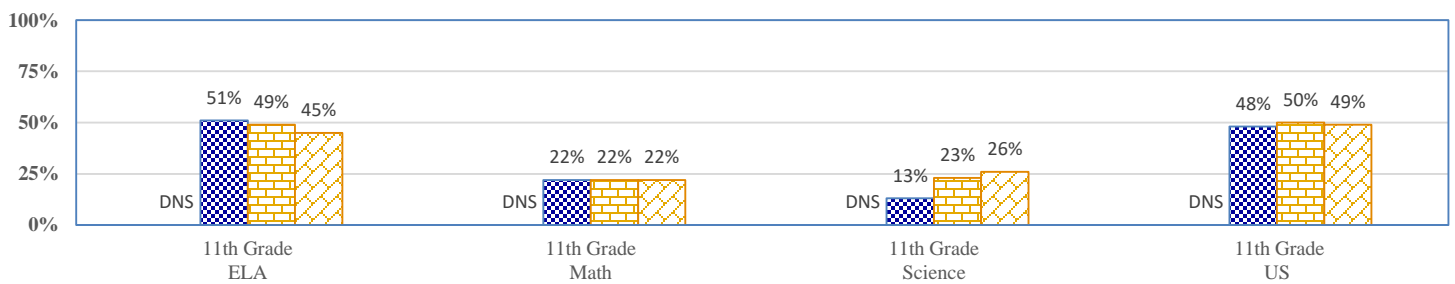 100%
75%
50%
25%
0%
DNS 51% 49% 45%
DNS 22% 22% 22%
DNS 13% 23% 26%
DNS 48% 50% 49%
11th Grade
ELA
11th Grade
Math
11th Grade
Science
11th Grade
US